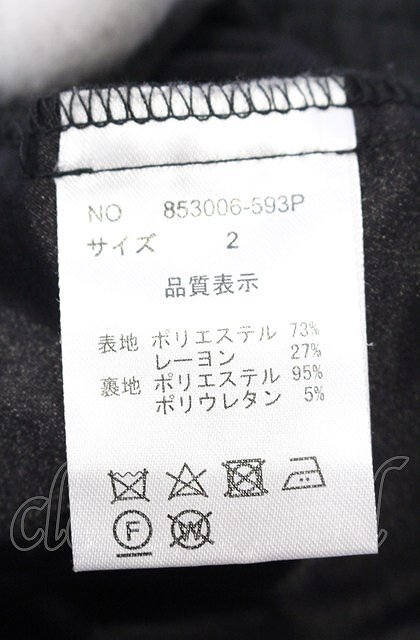 NO 853006-593P
サイズ 2
品質表示
表地 ポリエステル 73%
レーヨン 27%
裏地 ポリエステル 95%
ポリウレタン 5%
F W